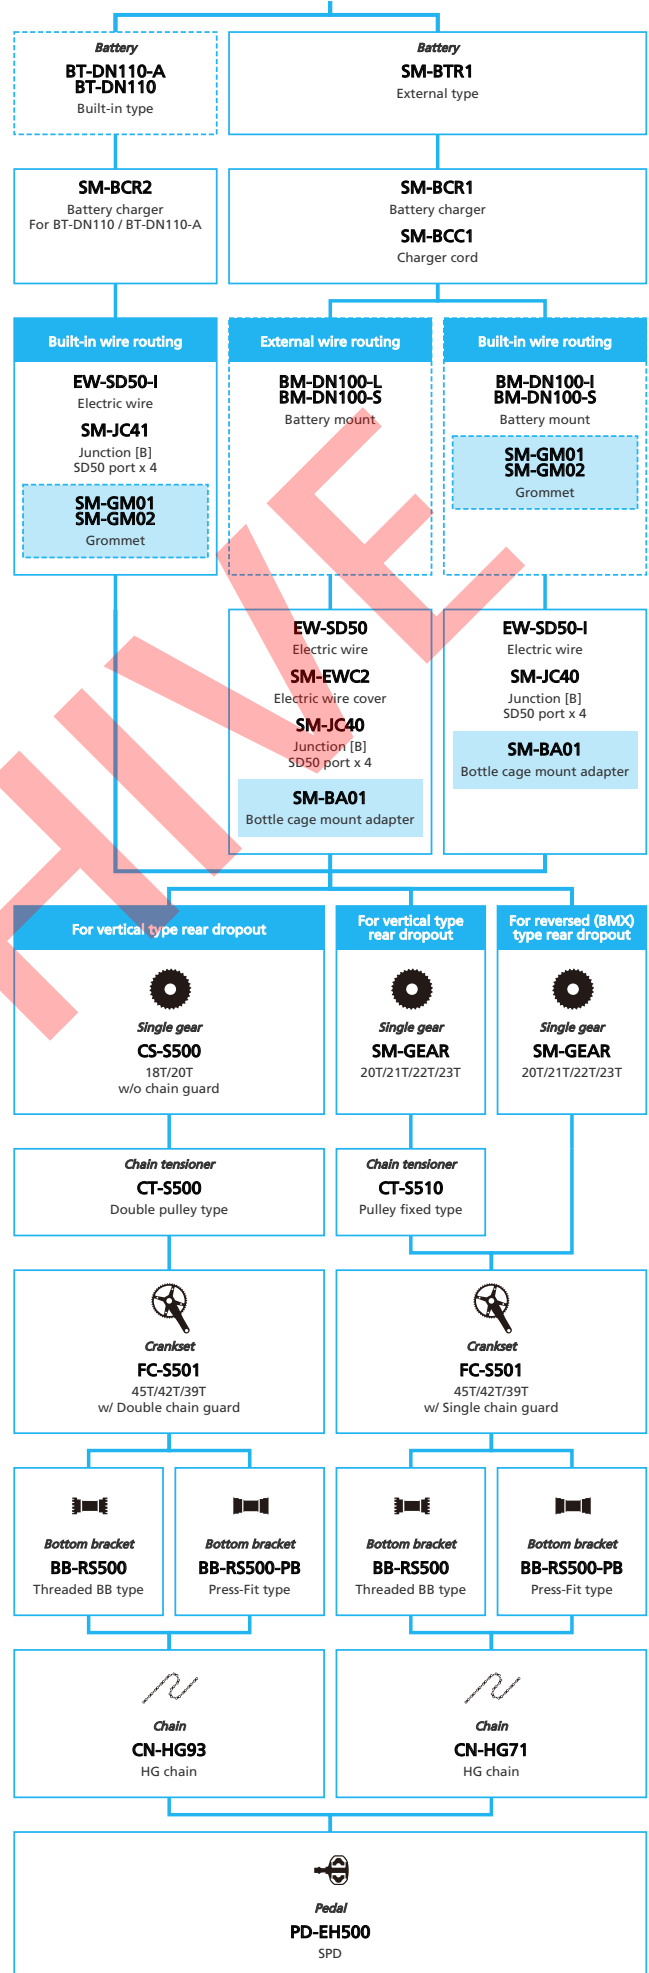 Battery
BT-DN110-A
BT-DN110
Built-in type
Battery
SM-BTR1
External type
SM-BCR2
Battery charger
For BT-DN110 / BT-DN110-A
SM-BCR1
Battery charger
SM-BCC1
Charger cord
Built-in wire routing
EW-SD50-I
Electric wire
SM-JC41
Junction [B]
SD50 port x 4
SM-GM01
SM-GM02
Grommet
External wire routing
BM-DN100-L
BM-DN100-S
Battery mount
Built-in wire routing
BM-DN100-I
BM-DN100-S
Battery mount
SM-GM01
SM-GM02
Grommet
EW-SD50
Electric wire
SM-EWC2
Electric wire cover
SM-JC40
Junction [B]
SD50 port x 4
SM-BA01
Bottle cage mount adapter
EW-SD50-I
Electric wire
SM-JC40
Junction [B]
SD50 port x 4
SM-BA01
Bottle cage mount adapter
For vertical type rear dropout
Single gear
CS-S500
18T/20T
w/o chain guard
For vertical type
rear dropout
Single gear
SM-GEAR
20T/21T/22T/23T
For reversed (BMX)
type rear dropout
Single gear
SM-GEAR
20T/21T/22T/23T
Chain tensioner
CT-S500
Double pulley type
Chain tensioner
CT-S510
Pulley fixed type
Crankset
FC-S501
45T/42T/39T
w/ Double chain guard
Crankset
FC-S501
45T/42T/39T
w/ Single chain guard
Bottom bracket
BB-RS500
Threaded BB type
Bottom bracket
BB-RS500-PB
Press-Fit type
Bottom bracket
BB-RS500
Threaded BB type
Bottom bracket
BB-RS500-PB
Press-Fit type
Chain
CN-HG93
HG chain
Chain
CN-HG71
HG chain
Pedal
PD-EH500
SPD
HIVE